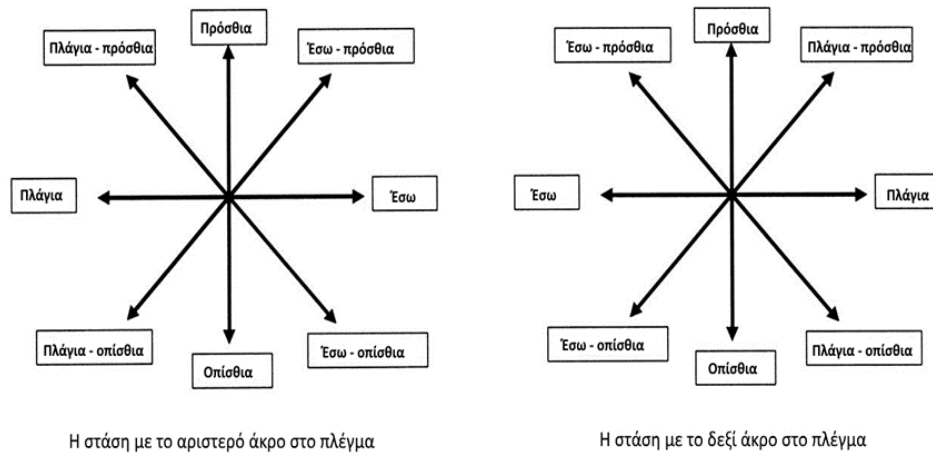 Πρόσθια
Πλάγια - πρόσθια
Έσω - πρόσθια
Πλάγια
Έσω
Πλάγια - οπίσθια
Έσω - οπίσθια
Οπίσθια
Η στάση με το αριστερό άκρο στο πλέγμα
Πρόσθια
Έσω - πρόσθια
Πλάγια - πρόσθια
Έσω
Πλάγια
Έσω - οπίσθια
Πλάγια - οπίσθια
Οπίσθια
Η στάση με το δεξί άκρο στο πλέγμα